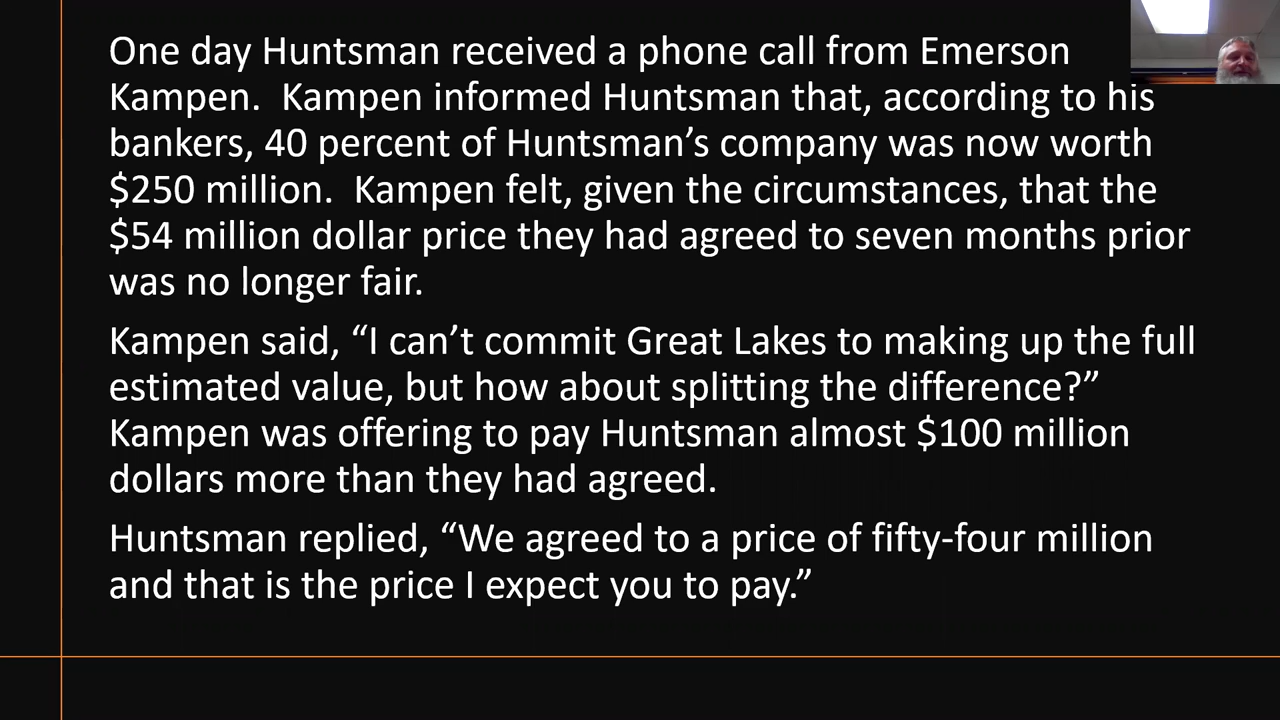 One day Huntsman received a phone call from Emerson
Kampen.  Kampen informed Huntsman that, according to his
bankers, 40 percent of Huntsman’s company was now worth
$250 million.  Kampen felt, given the circumstances, that the
$54 million dollar price they had agreed to seven months prior
was no longer fair.
Kampen said, “I can’t commit Great Lakes to making up the full
estimated value, but how about splitting the difference?”
Kampen was offering to pay Huntsman almost $100 million
dollars more than they had agreed.
Huntsman replied, “We agreed to a price of fifty-four million
and that is the price I expect you to pay.”